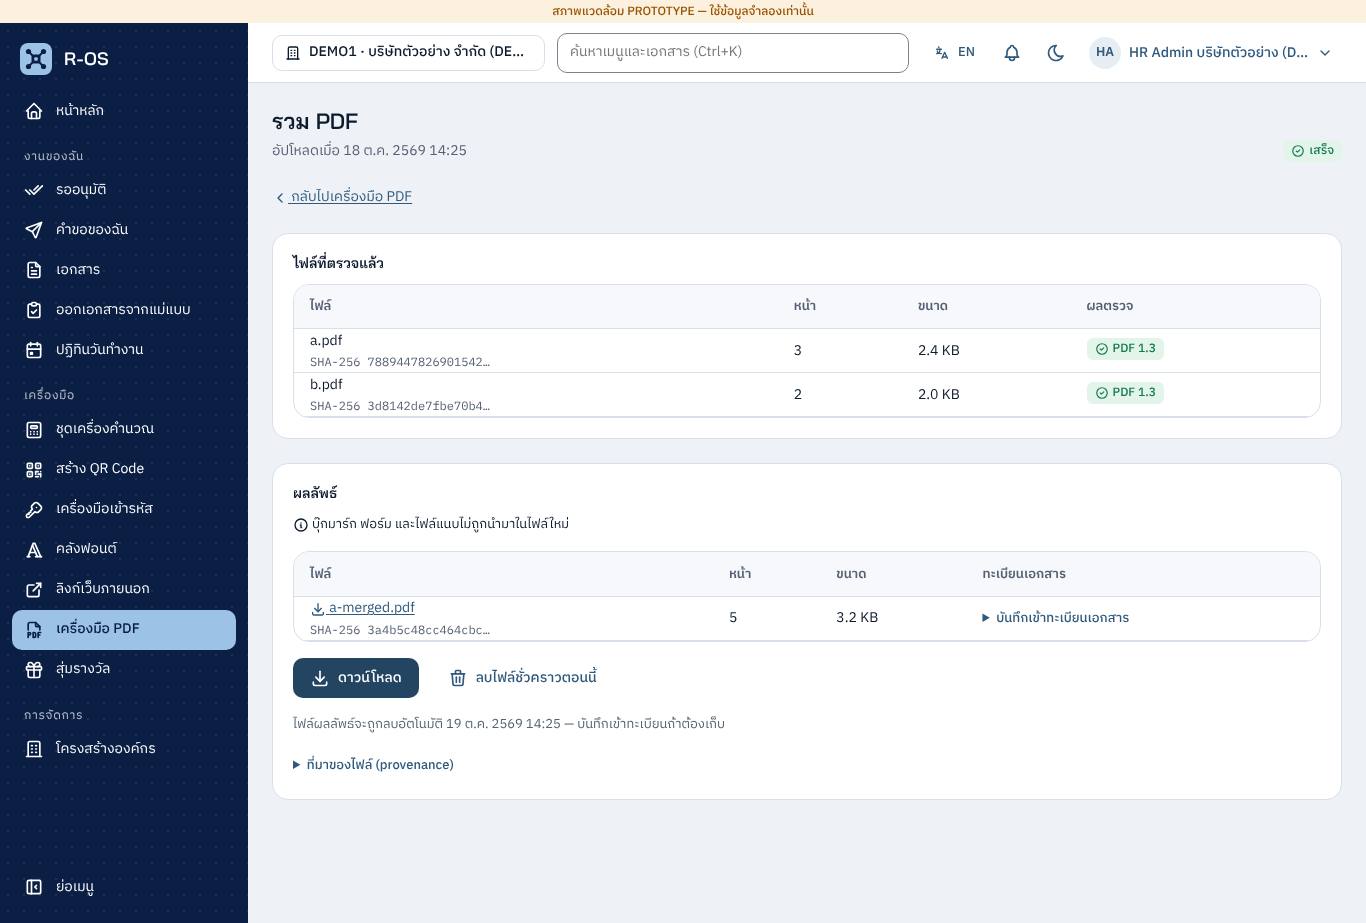 สภาพแวดล้อม PROTOTYPE — ใช้ข้อมูลจำลองเท่านั้น
R-OS
DEMO1 · บริษัทตัวอย่าง จำกัด (DE...
ค้นหาเมนูและเอกสาร (Ctrl+K)
EN
HA
HR Admin บริษัทตัวอย่าง (D...
หน้าหลัก
งานของฉัน
รออนุมัติ
คำขอของฉัน
เอกสาร
ออกเอกสารจากแม่แบบ
ปฏิทินวันทำงาน
เครื่องมือ
ชุดเครื่องคำนวณ
สร้าง QR Code
เครื่องมือเข้ารหัส
คลังฟอนต์
ลิงก์เว็บภายนอก
PDF เครื่องมือ PDF
สุ่มรางวัล
การจัดการ
โครงสร้างองค์กร
ย่อเมนู
รวม PDF
อัปโหลดเมื่อ 18 ต.ค. 2569 14:25
เสร็จ
กลับไปเครื่องมือ PDF
ไฟล์ที่ตรวจแล้ว
ไฟล์ หน้า ขนาด ผลตรวจ
a.pdf
SHA-256 7889447826901542…
3 2.4 KB PDF 1.3
b.pdf
SHA-256 3d8142de7fbe70b4…
2 2.0 KB PDF 1.3
ผลลัพธ์
บุ๊กมาร์ก ฟอร์ม และไฟล์แนบไม่ถูกนำมาในไฟล์ใหม่
ไฟล์ หน้า ขนาด ทะเบียนเอกสาร
a-merged.pdf
SHA-256 3a4b5c48cc464cbc…
5 3.2 KB บันทึกเข้าทะเบียนเอกสาร
ดาวน์โหลด
ลบไฟล์ชั่วคราวตอนนี้
ไฟล์ผลลัพธ์จะถูกลบอัตโนมัติ 19 ต.ค. 2569 14:25 — บันทึกเข้าทะเบียนถ้าต้องเก็บ
ที่มาของไฟล์ (provenance)